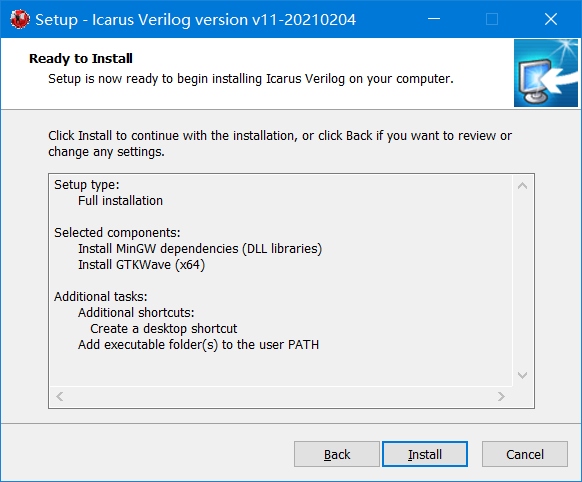 Setup - Icarus Verilog version v11-20210204
Ready to Install
Setup is now ready to begin installing Icarus Verilog on your computer.
Click Install to continue with the installation, or click Back if you want to review or
change any settings.
Setup type:
Full installation
Selected components:
Install MinGW dependencies (DLL libraries)
Install GTKWave (x64)
Additional tasks:
Additional shortcuts:
Create a desktop shortcut
Add executable folder(s) to the user PATH
Back
Install
Cancel